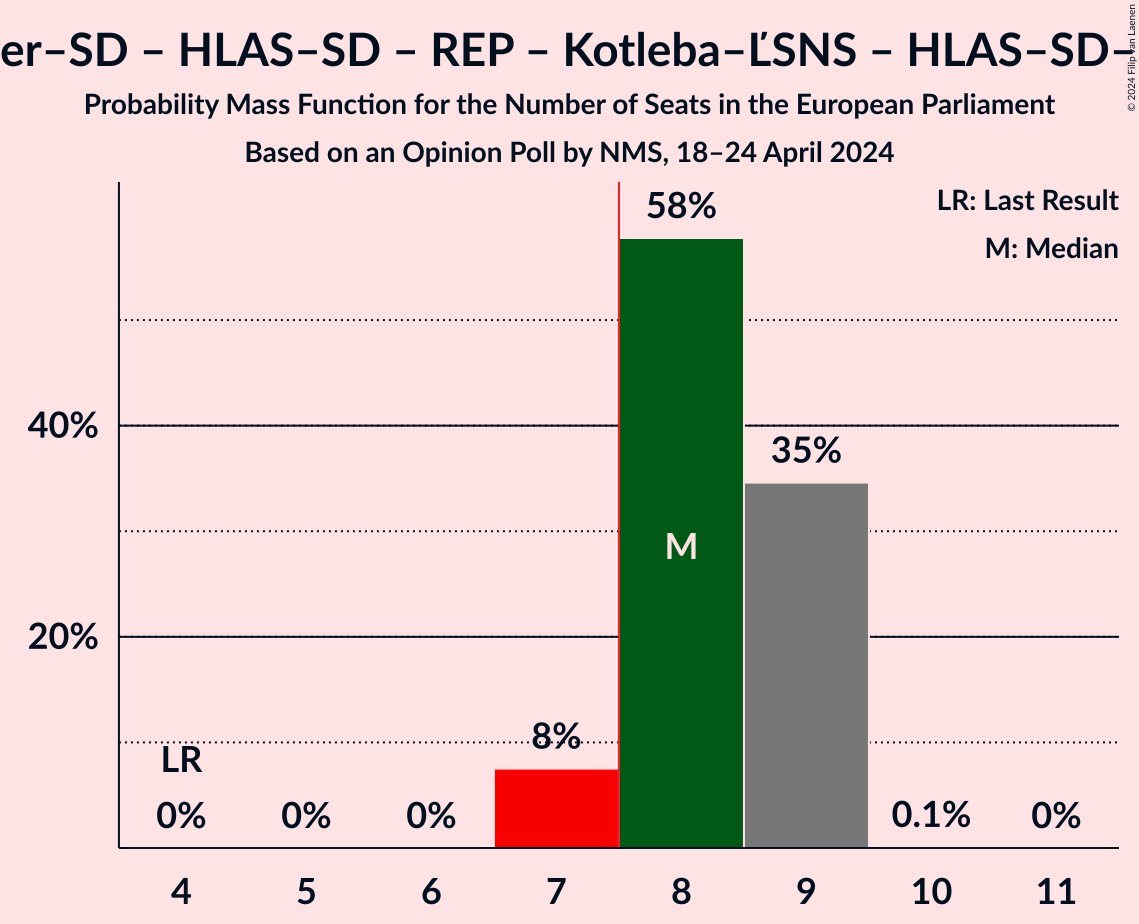 er–SD – HLAS–SD – REP – Kotleba–ĽSNS – HLAS–SD–
Probability Mass Function for the Number of Seats in the European Parliament
Based on an Opinion Poll by NMS, 18–24 April 2024
© 2024 Filip van Laenen
LR: Last Result
M: Median
58%
40%
35%
M
20%
8%
LR
0% 0% 0% 0.1% 0%
4 5 6 7 8 9 10 11